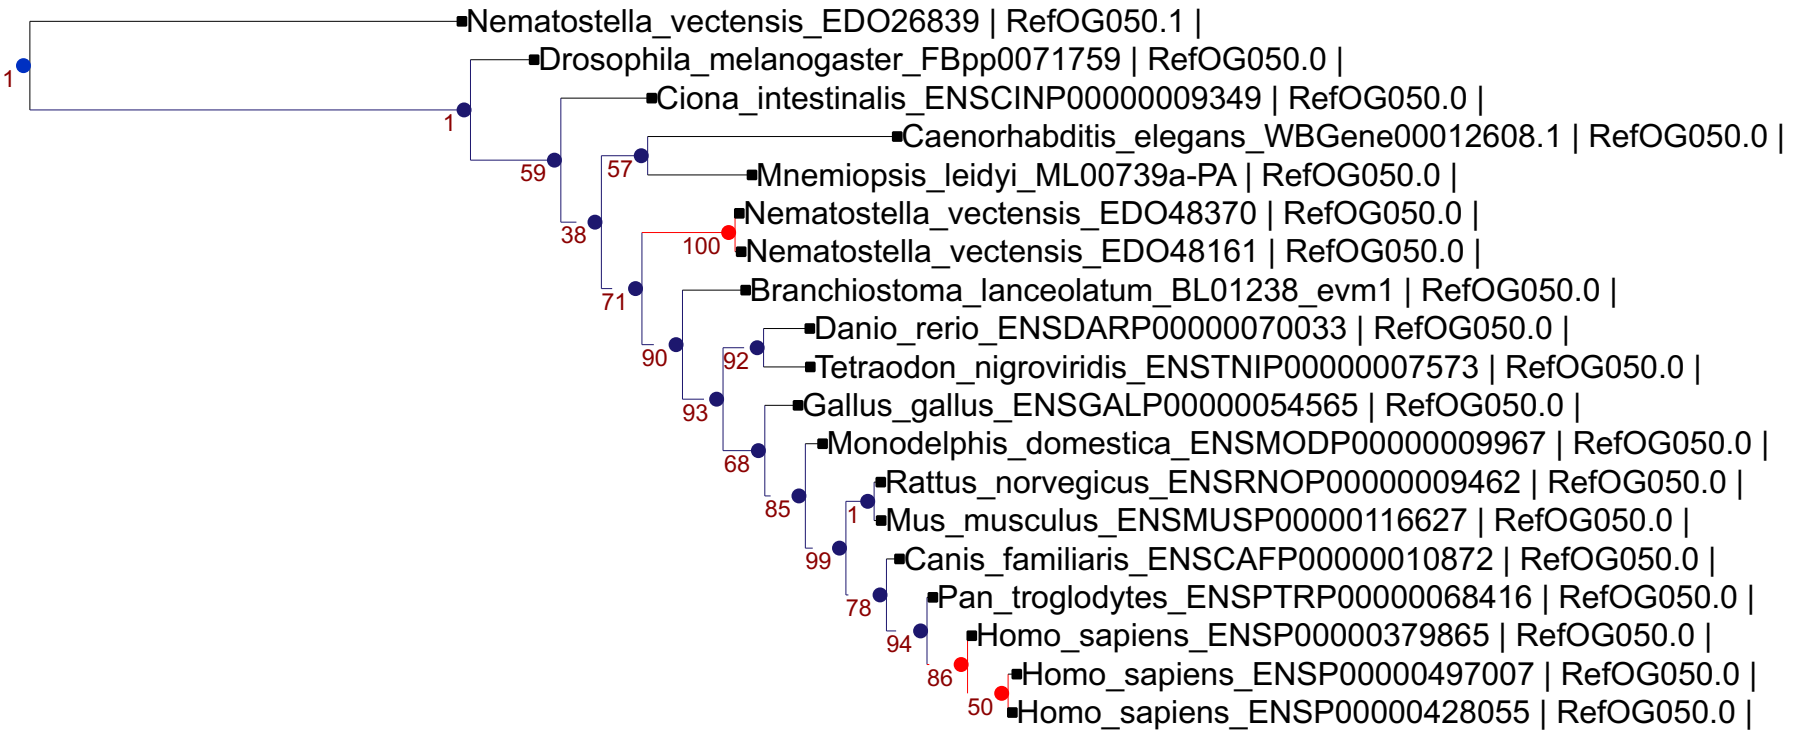 Nematostella_vectensis_EDO26839 | RefOG050.1 |
Drosophila_melanogaster_FBpp0071759 | RefOG050.0 |
1
Ciona_intestinalis_ENSCINP00000009349 | RefOG050.0 |
1
Caenorhabditis_elegans_WBGene00012608.1 | RefOG050.0 |
59
57
Mnemiopsis_leidyi_ML00739a-PA | RefOG050.0 |
Nematostella_vectensis_EDO48370 | RefOG050.0 |
38
100
Nematostella_vectensis_EDO48161 | RefOG050.0 |
Branchiostoma_lanceolatum_BL01238_evm1 | RefOG050.0 |
71
Danio_rerio_ENSDARP00000070033 | RefOG050.0 |
90
92
Tetraodon_nigroviridis_ENSTNIP00000007573 | RefOG050.0 |
Gallus_gallus_ENSGALP00000054565 | RefOG050.0 |
93
Monodelphis_domestica_ENSMODP00000009967 | RefOG050.0 |
68
Rattus_norvegicus_ENSRNOP00000009462 | RefOG050.0 |
85
1
Mus_musculus_ENSMUSP00000116627 | RefOG050.0 |
Canis_familiaris_ENSCAFP00000010872 | RefOG050.0 |
99
Pan_troglodytes_ENSPTRP00000068416 | RefOG050.0 |
78
Homo_sapiens_ENSP00000379865 | RefOG050.0 |
94
Homo_sapiens_ENSP00000497007 | RefOG050.0 |
86
50
Homo_sapiens_ENSP00000428055 | RefOG050.0 |